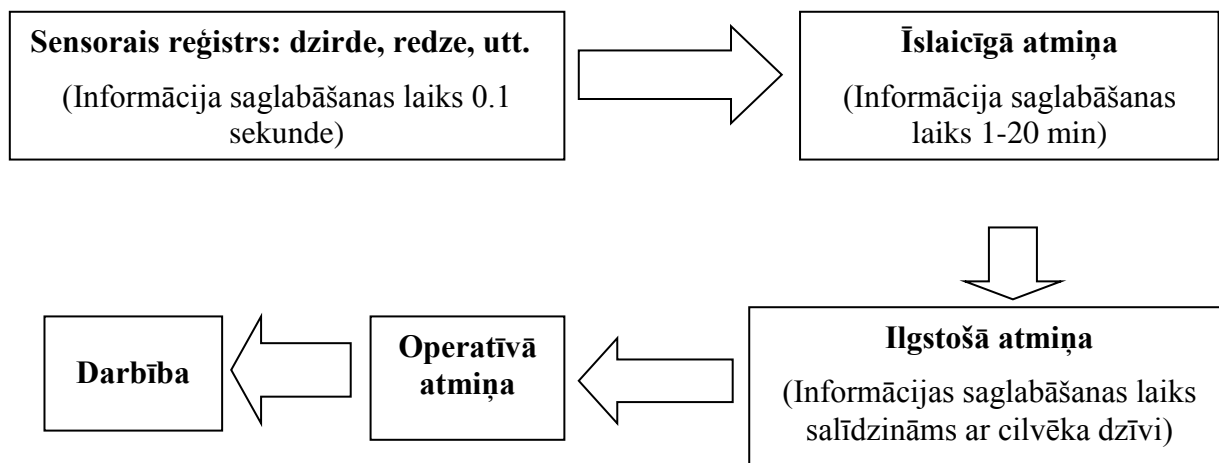 Sensorais reģistrs: dzirde, redze, utt.
(Informācija saglabāšanas laiks 0.1
sekunde)
Īslaicīgā atmiņa
(Informācija saglabāšanas
laiks 1-20 min)
Ilgstošā atmiņa
(Informācijas saglabāšanas laiks
salīdzināms ar cilvēka dzīvi)
Operatīvā
atmiņa
Darbība